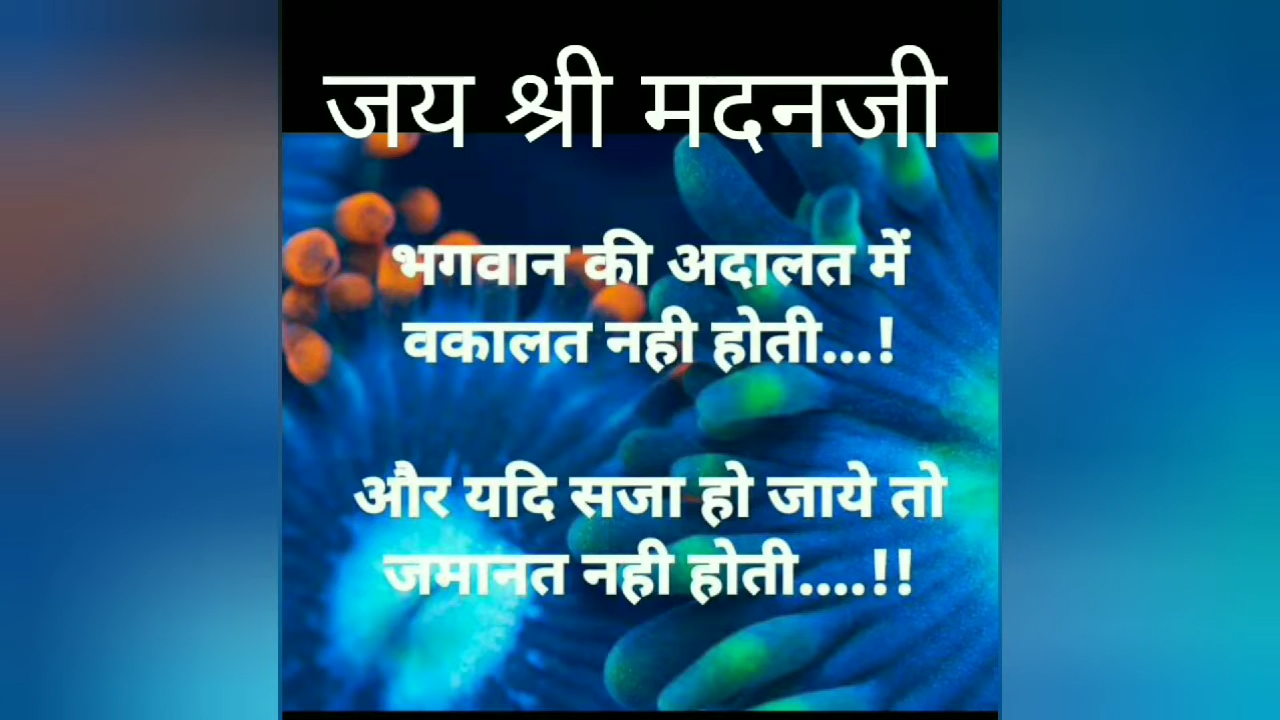 जय श्री मदनजी
भगवान की अदालत में
वकालत नही होती...!
और यदि सजा हो जाये तो
जमानत नही होती....!!